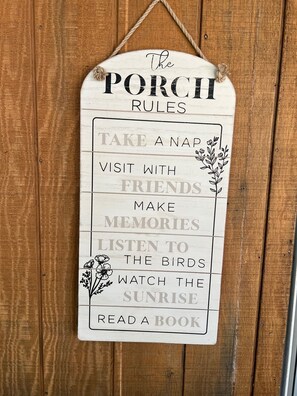 The
PORCH
RULES
TAKE A NAP
VISIT WITH
FRIENDS
MAKE
MEMORIES
LISTEN TO
THE BIRDS
WATCH THE
SUNRISE
READ A BOOK